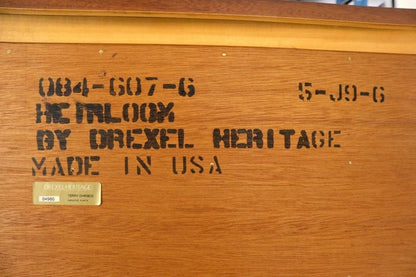 084-607-6 5-J9-6
HEIRLOOM
BY DREXEL HERITAGE
MADE IN USA
DREXEL HERITAGE